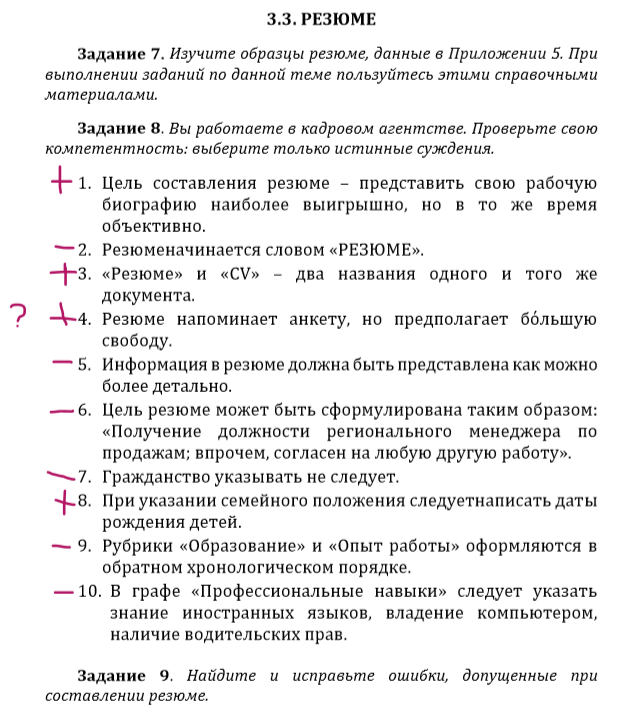 3.3. РЕЗЮМЕ
Задание 7. Изучите образцы резюме, данные в Приложении 5. При
выполнении заданий по данной теме пользуйтесь этими справочными
материалами.
Задание 8. Вы работаете в кадровом агентстве. Проверьте свою
компетентность: выберите только истинные суждения.
+ 1. Цель составления резюме – представить свою рабочую
биографию наиболее выигрышно, но в то же время
объективно.
– 2. Резюменачинается словом «РЕЗЮМЕ».
+ 3. «Резюме» и «CV» – два названия одного и того же
документа.
? + 4. Резюме напоминает анкету, но предполагает бо́льшую
свободу.
– 5. Информация в резюме должна быть представлена как можно
более детально.
– 6. Цель резюме может быть сформулирована таким образом:
«Получение должности регионального менеджера по
продажам; впрочем, согласен на любую другую работу».
– 7. Гражданство указывать не следует.
+ 8. При указании семейного положения следуетнаписать даты
рождения детей.
– 9. Рубрики «Образование» и «Опыт работы» оформляются в
обратном хронологическом порядке.
– 10. В графе «Профессиональные навыки» следует указать
знание иностранных языков, владение компьютером,
наличие водительских прав.
Задание 9. Найдите и исправьте ошибки, допущенные при
составлении резюме.